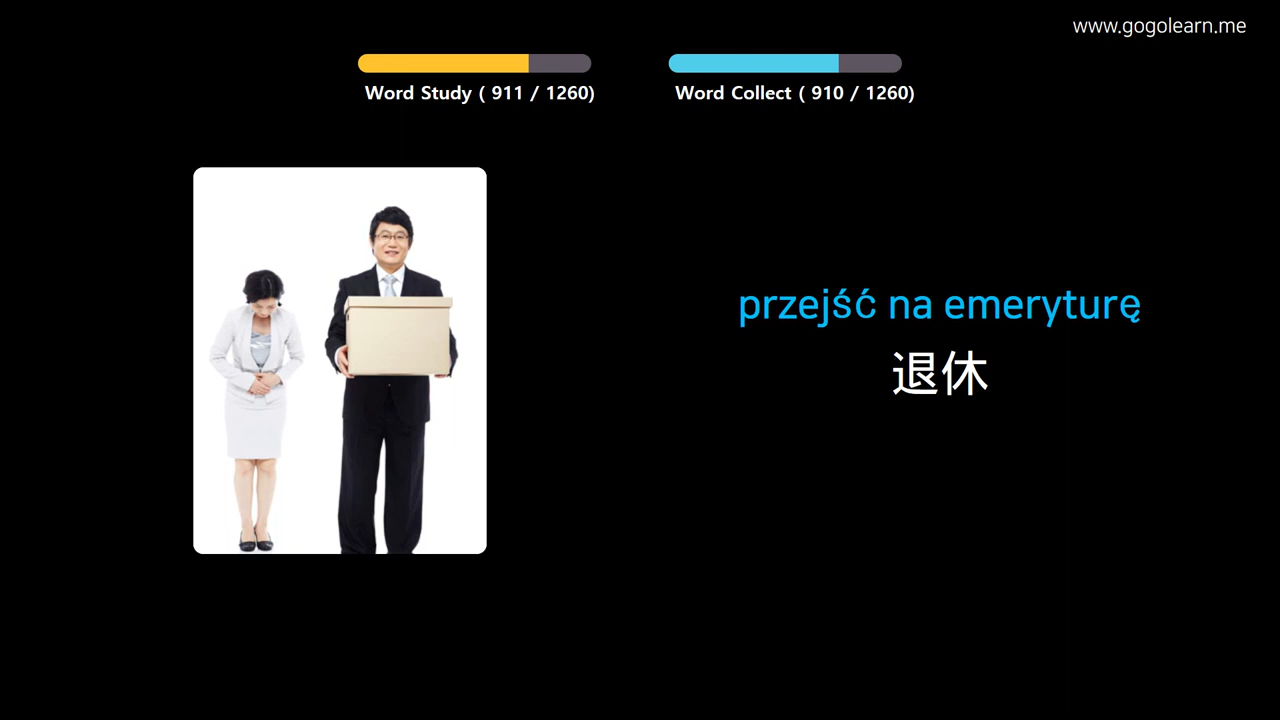 www.gogolearn.me
Word Study ( 911 / 1260)
Word Collect ( 910 / 1260)
przejść na emeryturę
退休